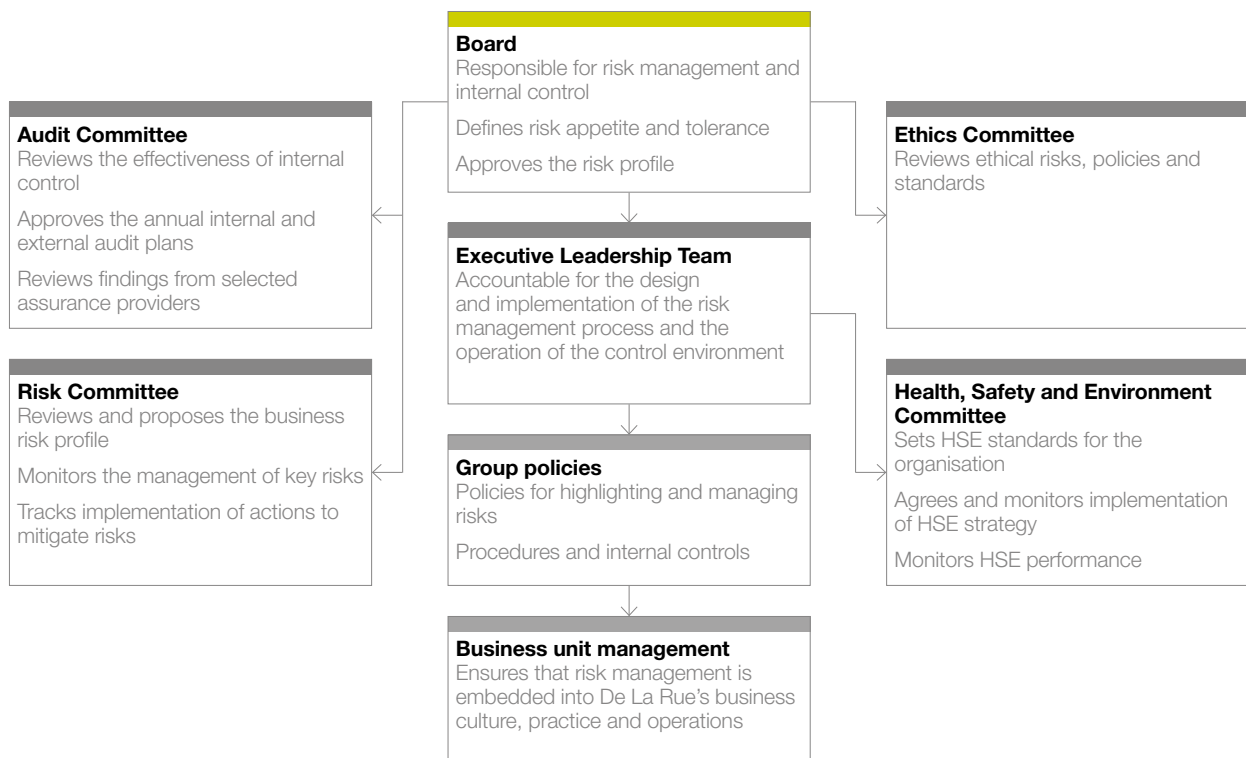 Board
Responsible for risk management and
internal control
Defines risk appetite and tolerance
Approves the risk profile
Audit Committee
Reviews the effectiveness of internal
control
Approves the annual internal and
external audit plans
Reviews findings from selected
assurance providers
Ethics Committee
Reviews ethical risks, policies and
standards
Executive Leadership Team
Accountable for the design
and implementation of the risk
management process and the
operation of the control environment
Risk Committee
Reviews and proposes the business
risk profile
Monitors the management of key risks
Tracks implementation of actions to
mitigate risks
Health, Safety and Environment
Committee
Sets HSE standards for the
organisation
Agrees and monitors implementation
of HSE strategy
Monitors HSE performance
Group policies
Policies for highlighting and managing
risks
Procedures and internal controls
Business unit management
Ensures that risk management is
embedded into De La Rue’s business
culture, practice and operations